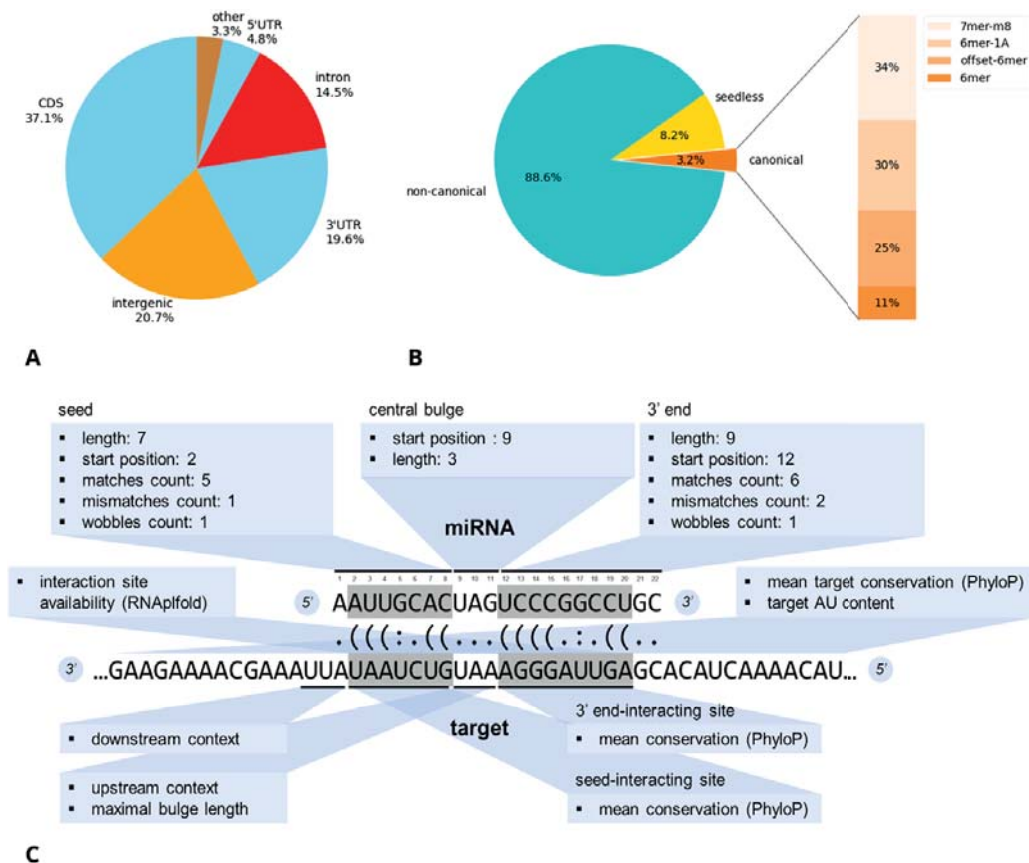 other
3.3%
5'UTR
4.8%
intron
14.5%
CDS
37.1%
3'UTR
19.6%
intergenic
20.7%
A
seedless
8.2%
3.2%
canonical
non-canonical
88.6%
34%
30%
25%
11%
7mer-m8
6mer-1A
offset-6mer
6mer
B
seed
▪ length: 7
▪ start position: 2
▪ matches count: 5
▪ mismatches count: 1
▪ wobbles count: 1
central bulge
▪ start position : 9
▪ length: 3
3' end
▪ length: 9
▪ start position: 12
▪ matches count: 6
▪ mismatches count: 2
▪ wobbles count: 1
miRNA
▪ interaction site
availability (RNAplfold)
▪ mean target conservation (PhyloP)
▪ target AU content
1 2 3 4 5 6 7 8 9 10 11 12 13 14 15 16 17 18 19 20 21 22
5' AAUUGCACUAGUCCCGGCCUGC 3'
.(((:.((...((((.:.((..
3' ...GAAGAAAACGAAAUUAUAAUCUGUAAAGGGAUUGAGCACAUCAAAACAU... 5'
target
▪ downstream context
▪ upstream context
▪ maximal bulge length
3' end-interacting site
▪ mean conservation (PhyloP)
seed-interacting site
▪ mean conservation (PhyloP)
C